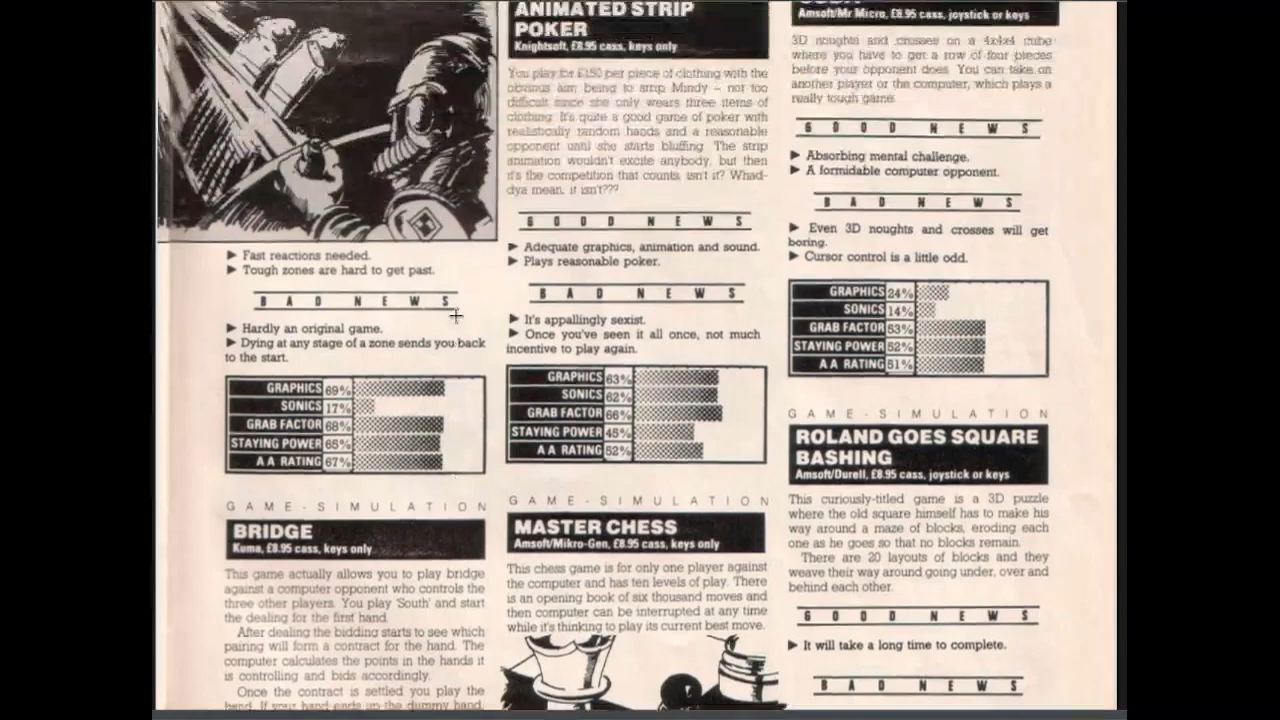 ► Fast reactions needed.
► Tough zones are hard to get past.
BAD NEWS
► Hardly an original game.
► Dying at any stage of a zone sends you back
to the start.
GRAPHICS 69%
SONICS 17%
GRAB FACTOR 68%
STAYING POWER 65%
AA RATING 67%
GAME-SIMULATION
BRIDGE
Kuma, £8.95 cass, keys only
This game actually allows you to play bridge
against a computer opponent who controls the
three other players. You play 'South' and start
the dealing for the first hand.
After dealing the bidding starts to see which
pairing will form a contract for the hand. The
computer calculates the points in the hands it
is controlling and bids accordingly.
Once the contract is settled you play the
hand. If your hand ends up the dummy hand,
ANIMATED STRIP
POKER
Knightsoft, £8.95 cass, keys only
You play for £150 per piece of clothing with the
obvious aim being to strip Mindy – not too
difficult since she only wears three items of
clothing. It's quite a good game of poker with
realistically random hands and a reasonable
opponent until she starts bluffing. The strip
animation wouldn't excite anybody, but then
it's the competition that counts, isn't it? Whad-
dya mean, it isn't???
GOOD NEWS
► Adequate graphics, animation and sound.
► Plays reasonable poker.
BAD NEWS
► It's appallingly sexist.
► Once you've seen it all once, not much
incentive to play again.
GRAPHICS 63%
SONICS 62%
GRAB FACTOR 66%
STAYING POWER 45%
AA RATING 52%
GAME-SIMULATION
MASTER CHESS
Amsoft/Mikro-Gen, £8.95 cass, keys only
This chess game is for only one player against
the computer and has ten levels of play. There
is an opening book of six thousand moves and
then computer can be interrupted at any time
while it's thinking to play its current best move.
Amsoft/Mr Micro, £8.95 cass, joystick or keys
3D noughts and crosses on a 4x4x4 cube
where you have to get a row of four pieces
before your opponent does. You can take on
another player or the computer, which plays a
really tough game.
GOOD NEWS
► Absorbing mental challenge.
► A formidable computer opponent.
BAD NEWS
► Even 3D noughts and crosses will get
boring.
► Cursor control is a little odd.
GRAPHICS 24%
SONICS 14%
GRAB FACTOR 53%
STAYING POWER 52%
AA RATING 51%
GAME-SIMULATION
ROLAND GOES SQUARE
BASHING
Amsoft/Durell, £8.95 cass, joystick or keys
This curiously-titled game is a 3D puzzle
where the old square himself has to make his
way around a maze of blocks, eroding each
one as he goes so that no blocks remain.
There are 20 layouts of blocks and they
weave their way around going under, over and
behind each other.
GOOD NEWS
► It will take a long time to complete.
BAD NEWS